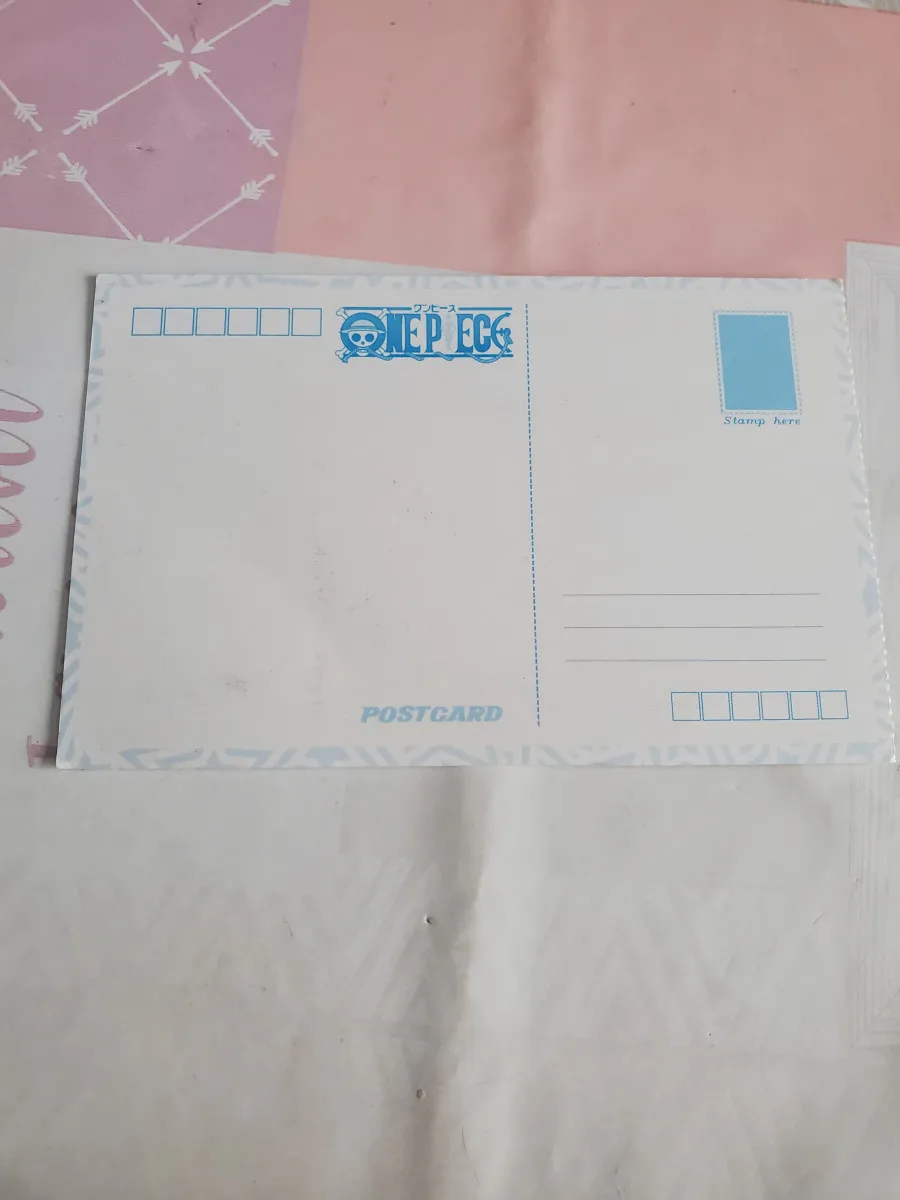 ワンピース
ONE PIECE
Stamp here
POSTCARD